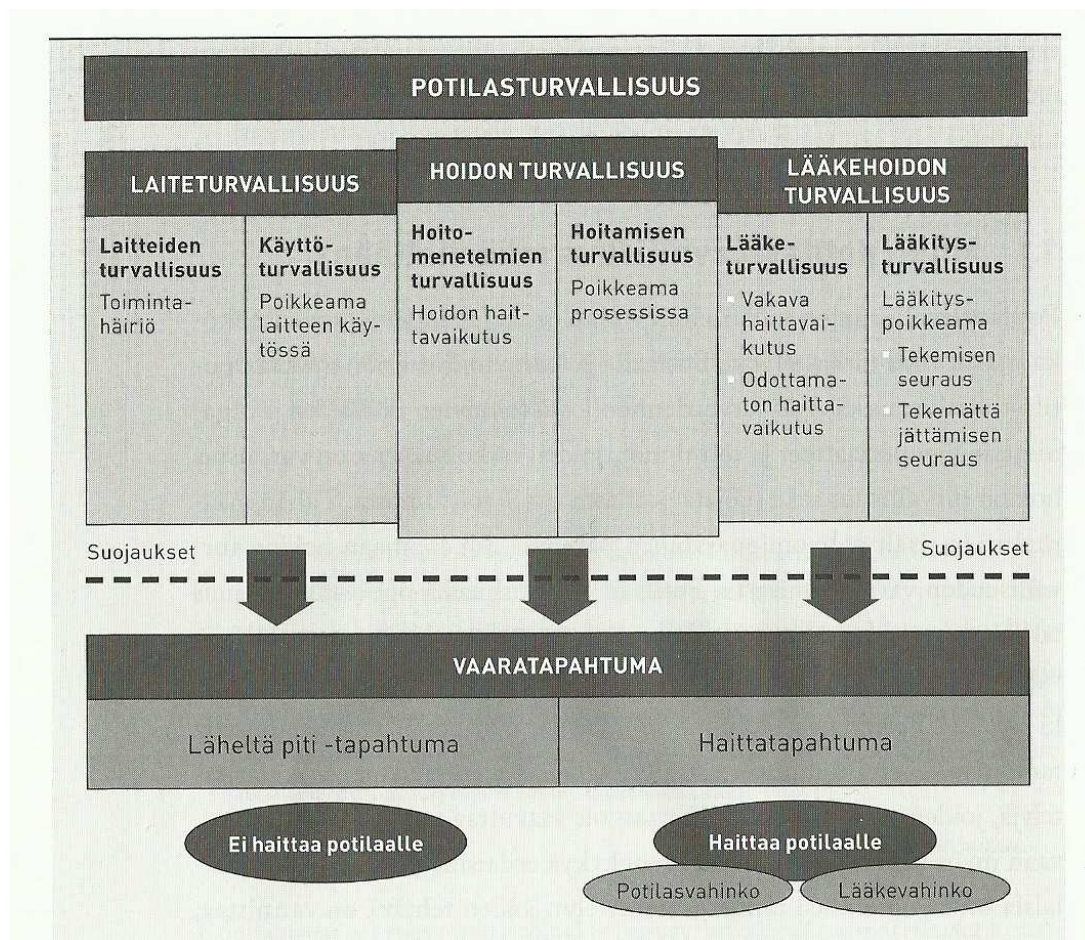 POTILASTURVALLISUUS
LAITETURVALLISUUS
Laitteiden
turvallisuus
Toiminta-
häiriö
Käyttö-
turvallisuus
Poikkeama
laitteen käy-
tössä
HOIDON TURVALLISUUS
Hoito-
menetelmien
turvallisuus
Hoidon hait-
tavaikutus
Hoitamisen
turvallisuus
Poikkeama
prosessissa
LÄÄKEHOIDON
TURVALLISUUS
Lääke-
turvallisuus
Vakava
haittavai-
kutus
Odottama-
ton haitta-
vaikutus
Lääkitys-
turvallisuus
Lääkitys-
poikkeama
Tekemisen
seuraus
Tekemättä
jättämisen
seuraus
Suojaukset
Suojaukset
VAARATAPAHTUMA
Läheltä piti -tapahtuma
Haittatapahtuma
Ei haittaa potilaalle
Haittaa potilaalle
Potilasvahinko
Lääkevahinko